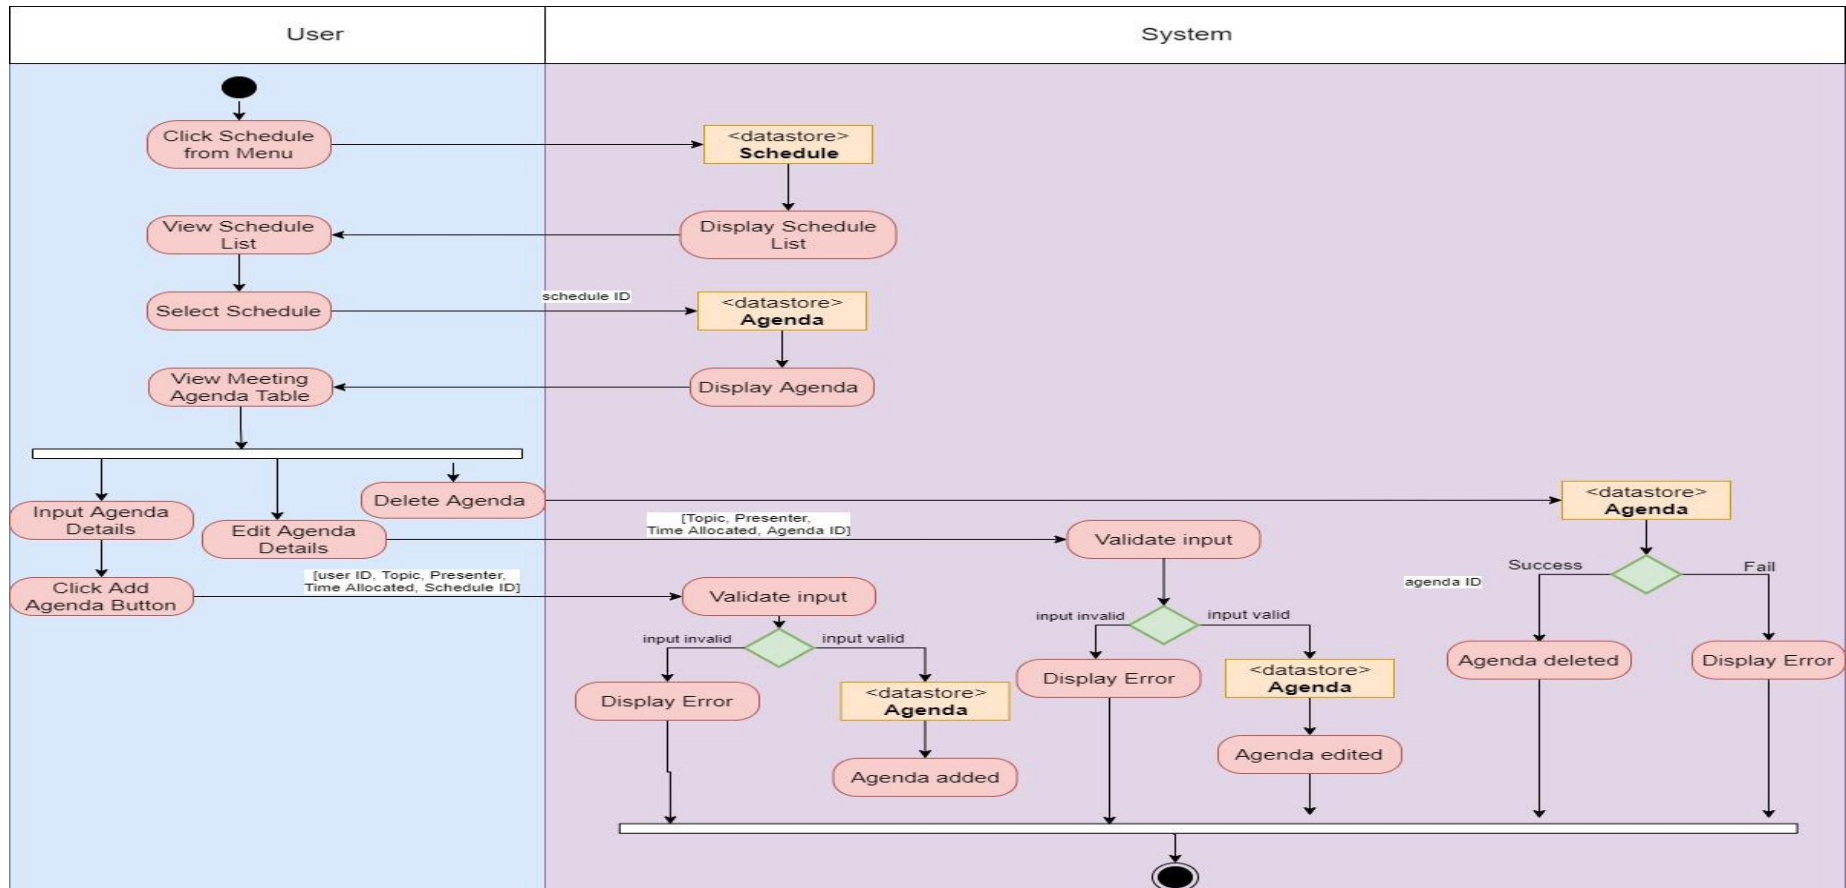 User
System
Click Schedule
from Menu
<datastore>
Schedule
View Schedule
List
Display Schedule
List
schedule ID
Select Schedule
<datastore>
Agenda
View Meeting
Agenda Table
Display Agenda
Delete Agenda
<datastore>
Agenda
Input Agenda
Details
Edit Agenda
Details
[Topic, Presenter,
Time Allocated, Agenda ID]
Validate input
Success
Fail
agenda ID
Click Add
Agenda Button
[user ID, Topic, Presenter,
Time Allocated, Schedule ID]
Validate input
input invalid
input valid
input invalid
input valid
Display Error
<datastore>
Agenda
Agenda deleted
Display Error
Display Error
<datastore>
Agenda
Agenda edited
Agenda added